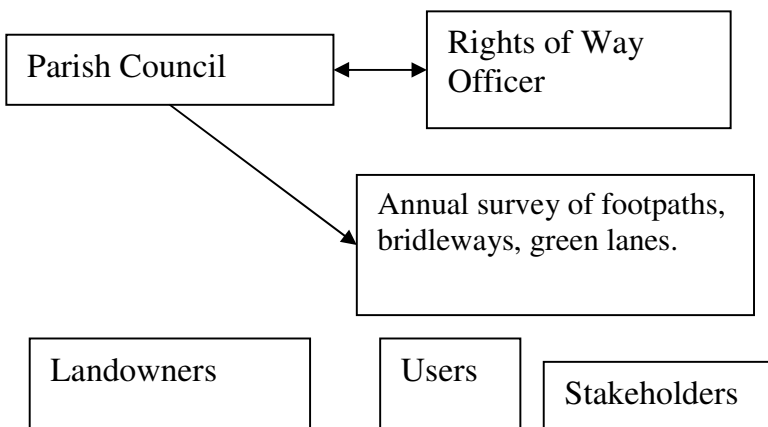 Parish Council
Rights of Way
Officer
Annual survey of footpaths,
bridleways, green lanes.
Landowners
Users
Stakeholders